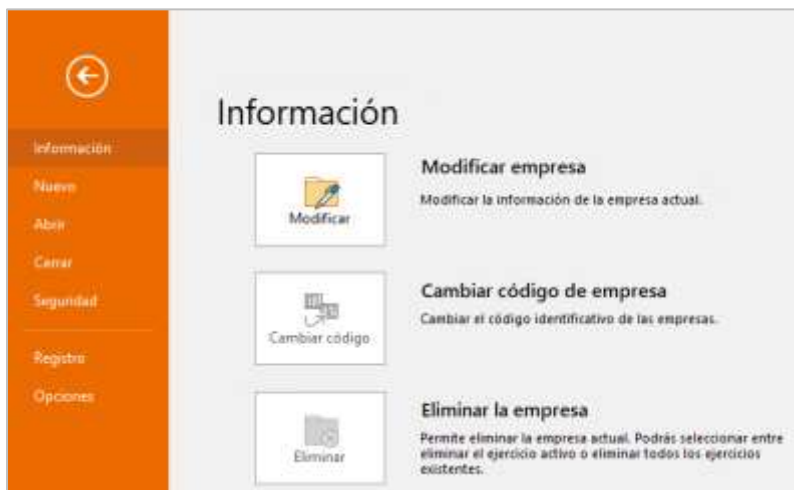 Información
Nuevo
Abrir
Cerrar
Seguridad
Registro
Opciones
Información
Modificar
Modificar empresa
Modificar la información de la empresa actual.
Cambiar código
Cambiar código de empresa
Cambiar el código identificativo de las empresas.
Eliminar
Eliminar la empresa
Permite eliminar la empresa actual. Podrás seleccionar entre
eliminar el ejercicio activo o eliminar todos los ejercicios
existentes.